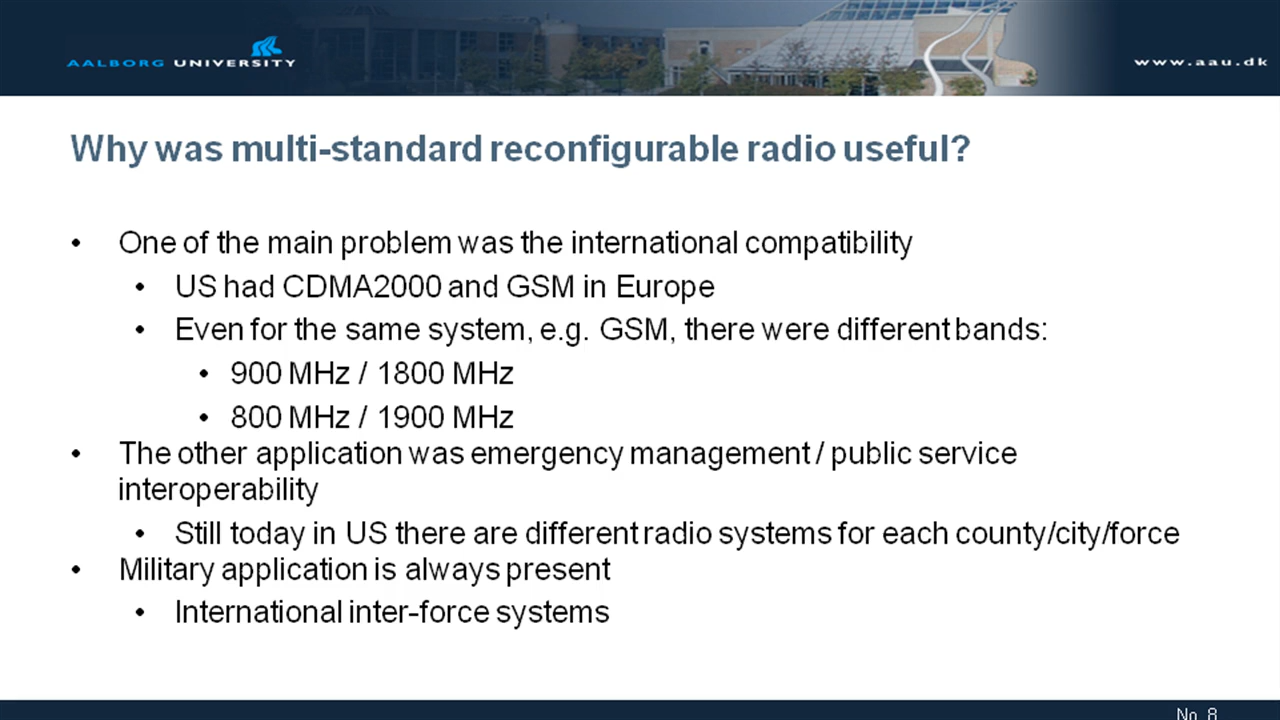 AALBORG UNIVERSITY
www.aau.dk
Why was multi-standard reconfigurable radio useful?
• One of the main problem was the international compatibility
• US had CDMA2000 and GSM in Europe
• Even for the same system, e.g. GSM, there were different bands:
• 900 MHz / 1800 MHz
• 800 MHz / 1900 MHz
• The other application was emergency management / public service
interoperability
• Still today in US there are different radio systems for each county/city/force
• Military application is always present
• International inter-force systems
No. 8